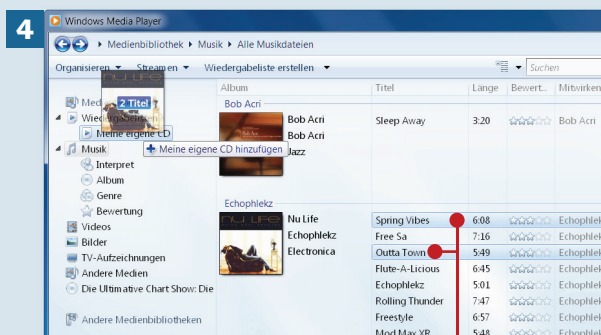 4
Windows Media Player
Medienbibliothek Musik Alle Musikdateien
Organisieren Streamen Wiedergabeliste erstellen Suchen
Album Titel Länge Bewert... Mitwirken
Bob Acri
Bob Acri Sleep Away 3:20 Bob Acri
Bob Acri
Jazz
NU LIFE
2 Titel
Meine eigene CD
Meine eigene CD hinzufügen
Musik
Interpret
Album
Genre
Bewertung
Videos
Bilder
TV-Aufzeichnungen
Andere Medien
Die Ultimative Chart Show: Die
Andere Medienbibliotheken
Echophlekz
NU LIFE
Nu Life Spring Vibes 6:08 Echophlek
Echophlekz Free Sa 7:16 Echophlek
Electronica Outta Town 5:49 Echophlek
Flute-A-Licious 6:45 Echophlek
Echophlekz 5:01 Echophlek
Rolling Thunder 7:47 Echophlek
Freestyle 6:57 Echophlek
Mod Max XR 5:48 Echophlek